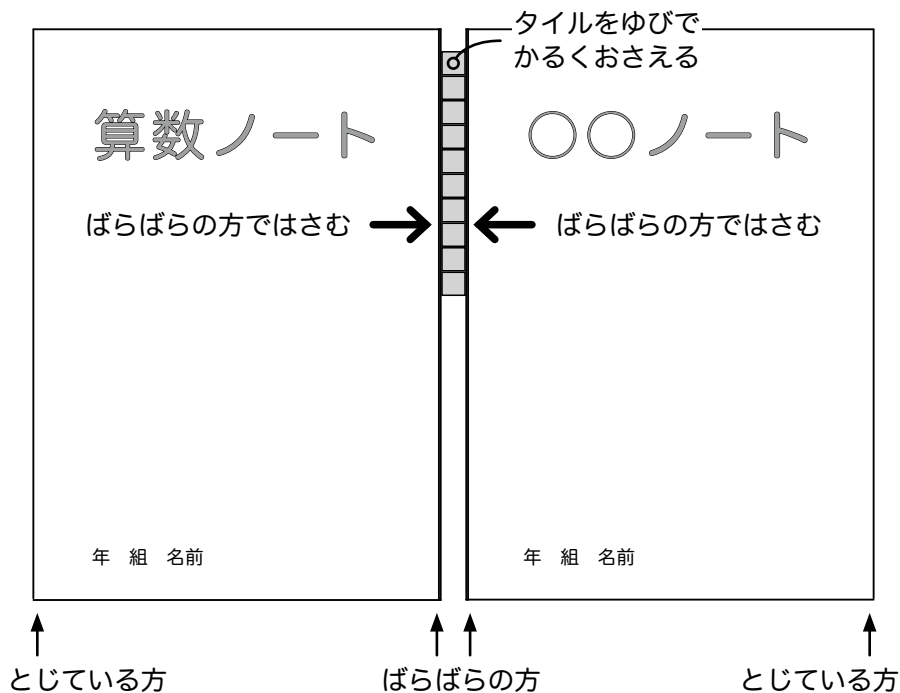 タイルをゆびで
かるくおさえる
算数ノート
○○ノート
ばらばらの方ではさむ
ばらばらの方ではさむ
年 組 名前
年 組 名前
とじている方
ばらばらの方
とじている方